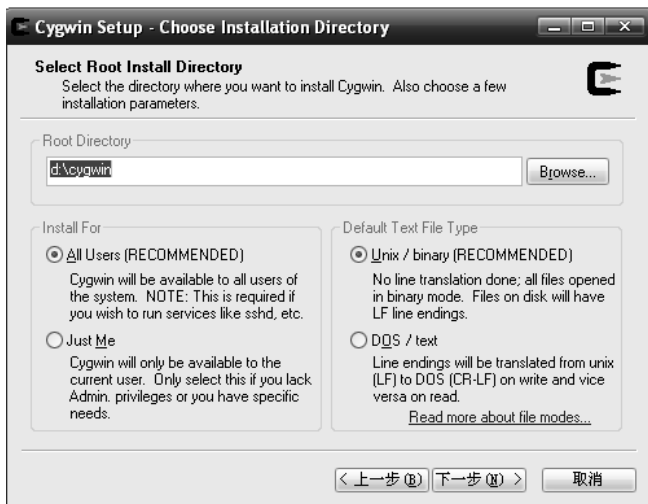 Cygwin Setup - Choose Installation Directory
Select Root Install Directory
Select the directory where you want to install Cygwin. Also choose a few
installation parameters.
Root Directory
d:\cygwin
Browse...
Install For
All Users (RECOMMENDED)
Cygwin will be available to all users of
the system. NOTE: This is required if
you wish to run services like sshd, etc.
Just Me
Cygwin will only be available to the
current user. Only select this if you lack
Admin. privileges or you have specific
needs.
Default Text File Type
Unix / binary (RECOMMENDED)
No line translation done; all files opened
in binary mode. Files on disk will have
LF line endings.
DOS / text
Line endings will be translated from unix
(LF) to DOS (CR-LF) on write and vice
versa on read.
Read more about file modes...
< 上一步(B)
下一步(N) >
取消